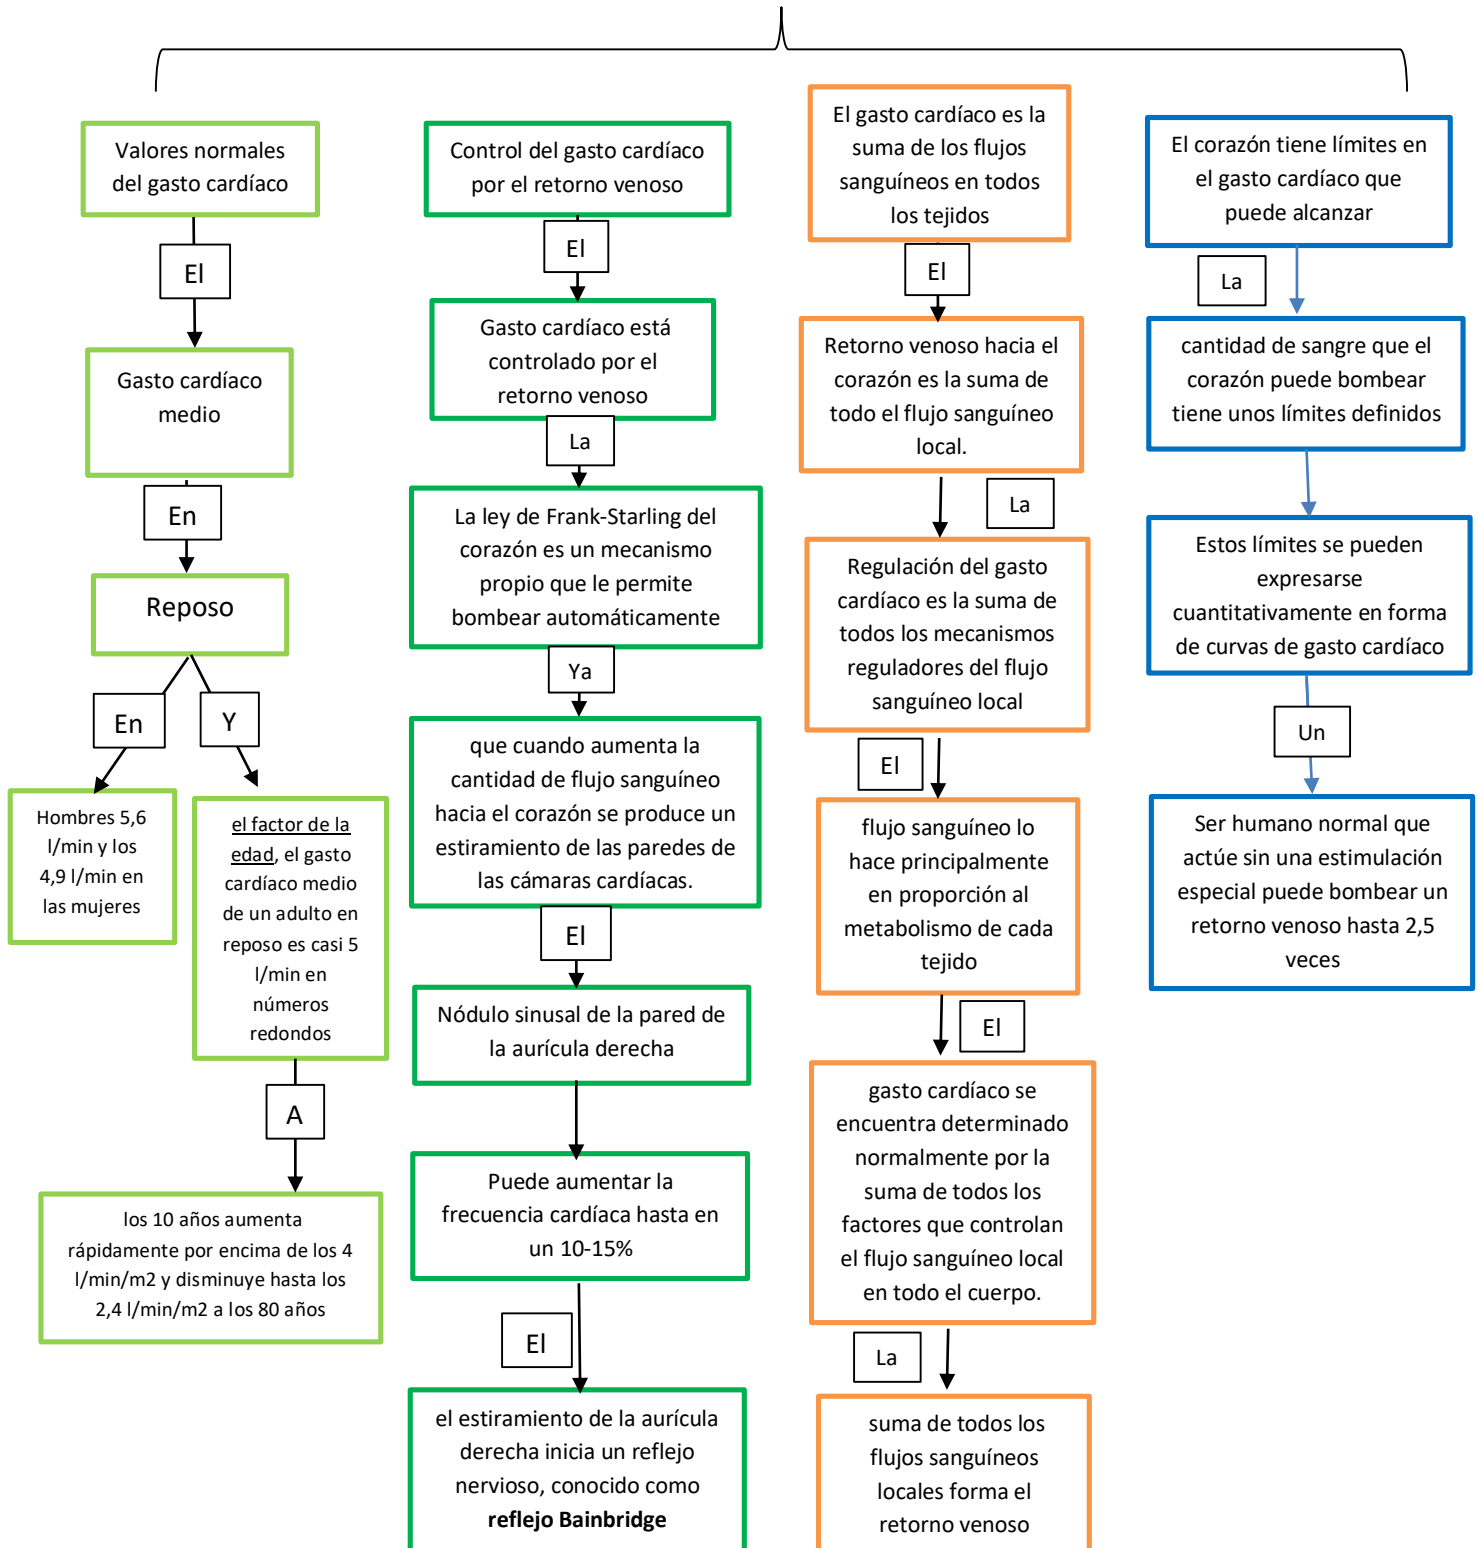 Valores normales
del gasto cardíaco
El
Gasto cardíaco
medio
En
Reposo
En
Y
Hombres 5,6
l/min y los
4,9 l/min en
las mujeres
el factor de la
edad, el gasto
cardíaco medio
de un adulto en
reposo es casi 5
l/min en
números
redondos
A
los 10 años aumenta
rápidamente por encima de los 4
l/min/m2 y disminuye hasta los
2,4 l/min/m2 a los 80 años
Control del gasto cardíaco
por el retorno venoso
El
Gasto cardíaco está
controlado por el
retorno venoso
La
La ley de Frank-Starling del
corazón es un mecanismo
propio que le permite
bombear automáticamente
Ya
que cuando aumenta la
cantidad de flujo sanguíneo
hacia el corazón se produce un
estiramiento de las paredes de
las cámaras cardíacas.
El
Nódulo sinusal de la pared de
la aurícula derecha
Puede aumentar la
frecuencia cardíaca hasta en
un 10-15%
El
el estiramiento de la aurícula
derecha inicia un reflejo
nervioso, conocido como
reflejo Bainbridge
El gasto cardíaco es la
suma de los flujos
sanguíneos en todos
los tejidos
El
Retorno venoso hacia el
corazón es la suma de
todo el flujo sanguíneo
local.
La
Regulación del gasto
cardíaco es la suma de
todos los mecanismos
reguladores del flujo
sanguíneo local
El
flujo sanguíneo lo
hace principalmente
en proporción al
metabolismo de cada
tejido
El
gasto cardíaco se
encuentra determinado
normalmente por la
suma de todos los
factores que controlan
el flujo sanguíneo local
en todo el cuerpo.
La
suma de todos los
flujos sanguíneos
locales forma el
retorno venoso
El corazón tiene límites en
el gasto cardíaco que
puede alcanzar
La
cantidad de sangre que el
corazón puede bombear
tiene unos límites definidos
Estos límites se pueden
expresarse
cuantitativamente en forma
de curvas de gasto cardíaco
Un
Ser humano normal que
actúe sin una estimulación
especial puede bombear un
retorno venoso hasta 2,5
veces